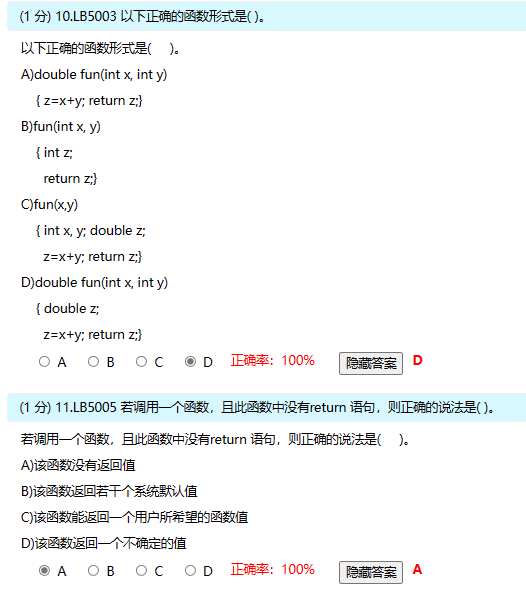 (1 分) 10.LB5003 以下正确的函数形式是( )。
以下正确的函数形式是(     )。
A)double fun(int x, int y)
{ z=x+y; return z;}
B)fun(int x, y)
{ int z;
return z;}
C)fun(x,y)
{ int x, y; double z;
z=x+y; return z;}
D)double fun(int x, int y)
{ double z;
z=x+y; return z;}
A B C D 正确率：100% 隐藏答案 D
(1 分) 11.LB5005 若调用一个函数，且此函数中没有return 语句，则正确的说法是( )。
若调用一个函数，且此函数中没有return 语句，则正确的说法是(     )。
A)该函数没有返回值
B)该函数返回若干个系统默认值
C)该函数能返回一个用户所希望的函数值
D)该函数返回一个不确定的值
A B C D 正确率：100% 隐藏答案 A